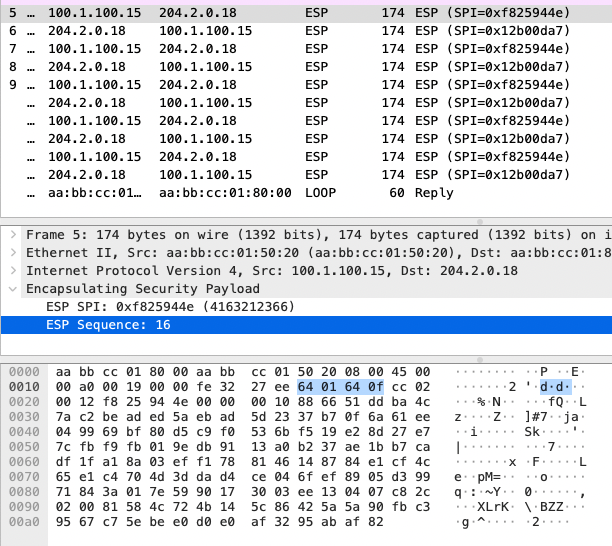 5 … 100.1.100.15 204.2.0.18 ESP 174 ESP (SPI=0xf825944e)
6 … 204.2.0.18 100.1.100.15 ESP 174 ESP (SPI=0x12b00da7)
7 … 100.1.100.15 204.2.0.18 ESP 174 ESP (SPI=0xf825944e)
8 … 204.2.0.18 100.1.100.15 ESP 174 ESP (SPI=0x12b00da7)
9 … 100.1.100.15 204.2.0.18 ESP 174 ESP (SPI=0xf825944e)
… 204.2.0.18 100.1.100.15 ESP 174 ESP (SPI=0x12b00da7)
… 100.1.100.15 204.2.0.18 ESP 174 ESP (SPI=0xf825944e)
… 204.2.0.18 100.1.100.15 ESP 174 ESP (SPI=0x12b00da7)
… 100.1.100.15 204.2.0.18 ESP 174 ESP (SPI=0xf825944e)
… 204.2.0.18 100.1.100.15 ESP 174 ESP (SPI=0x12b00da7)
… aa:bb:cc:01… aa:bb:cc:01:80:00 LOOP 60 Reply
Frame 5: 174 bytes on wire (1392 bits), 174 bytes captured (1392 bits) on i
Ethernet II, Src: aa:bb:cc:01:50:20 (aa:bb:cc:01:50:20), Dst: aa:bb:cc:01:8
Internet Protocol Version 4, Src: 100.1.100.15, Dst: 204.2.0.18
Encapsulating Security Payload
ESP SPI: 0xf825944e (4163212366)
ESP Sequence: 16
0000 aa bb cc 01 80 00 aa bb cc 01 50 20 08 00 45 00 ········ ··P ··E·
0010 00 a0 00 19 00 00 fe 32 27 ee 64 01 64 0f cc 02 ·······2 '·d·d···
0020 00 12 f8 25 94 4e 00 00 00 10 88 66 51 dd ba 4c ···%·N·· ···fQ··L
0030 7a c2 be ad ed 5a eb ad 5d 23 37 b7 0f 6a 61 ee z····Z·· ]#7··ja·
0040 04 99 69 bf 80 d5 c9 f0 53 6b f5 19 e2 8d 27 e7 ··i····· Sk····'·
0050 7c fb f9 fb 01 9e db 91 13 a0 b2 37 ae 1b b7 ca |······· ···7····
0060 df 1f a1 8a 03 ef f1 78 81 46 14 87 84 e1 cf 4c ·······x ·F·····L
0070 65 e1 c4 70 4d 3d da d4 ce 04 6f ef 89 05 d3 99 e··pM=·· ··o·····
0080 71 84 3a 01 7e 59 90 17 30 03 ee 13 04 07 c8 2c q·:·~Y·· 0······,
0090 02 00 81 58 4c 72 4b 14 5c 86 42 5a 5a 90 fb c3 ···XLrK· \·BZZ···
00a0 95 67 c7 5e be e0 d0 e0 af 32 95 ab af 82 ·g·^···· ·2····